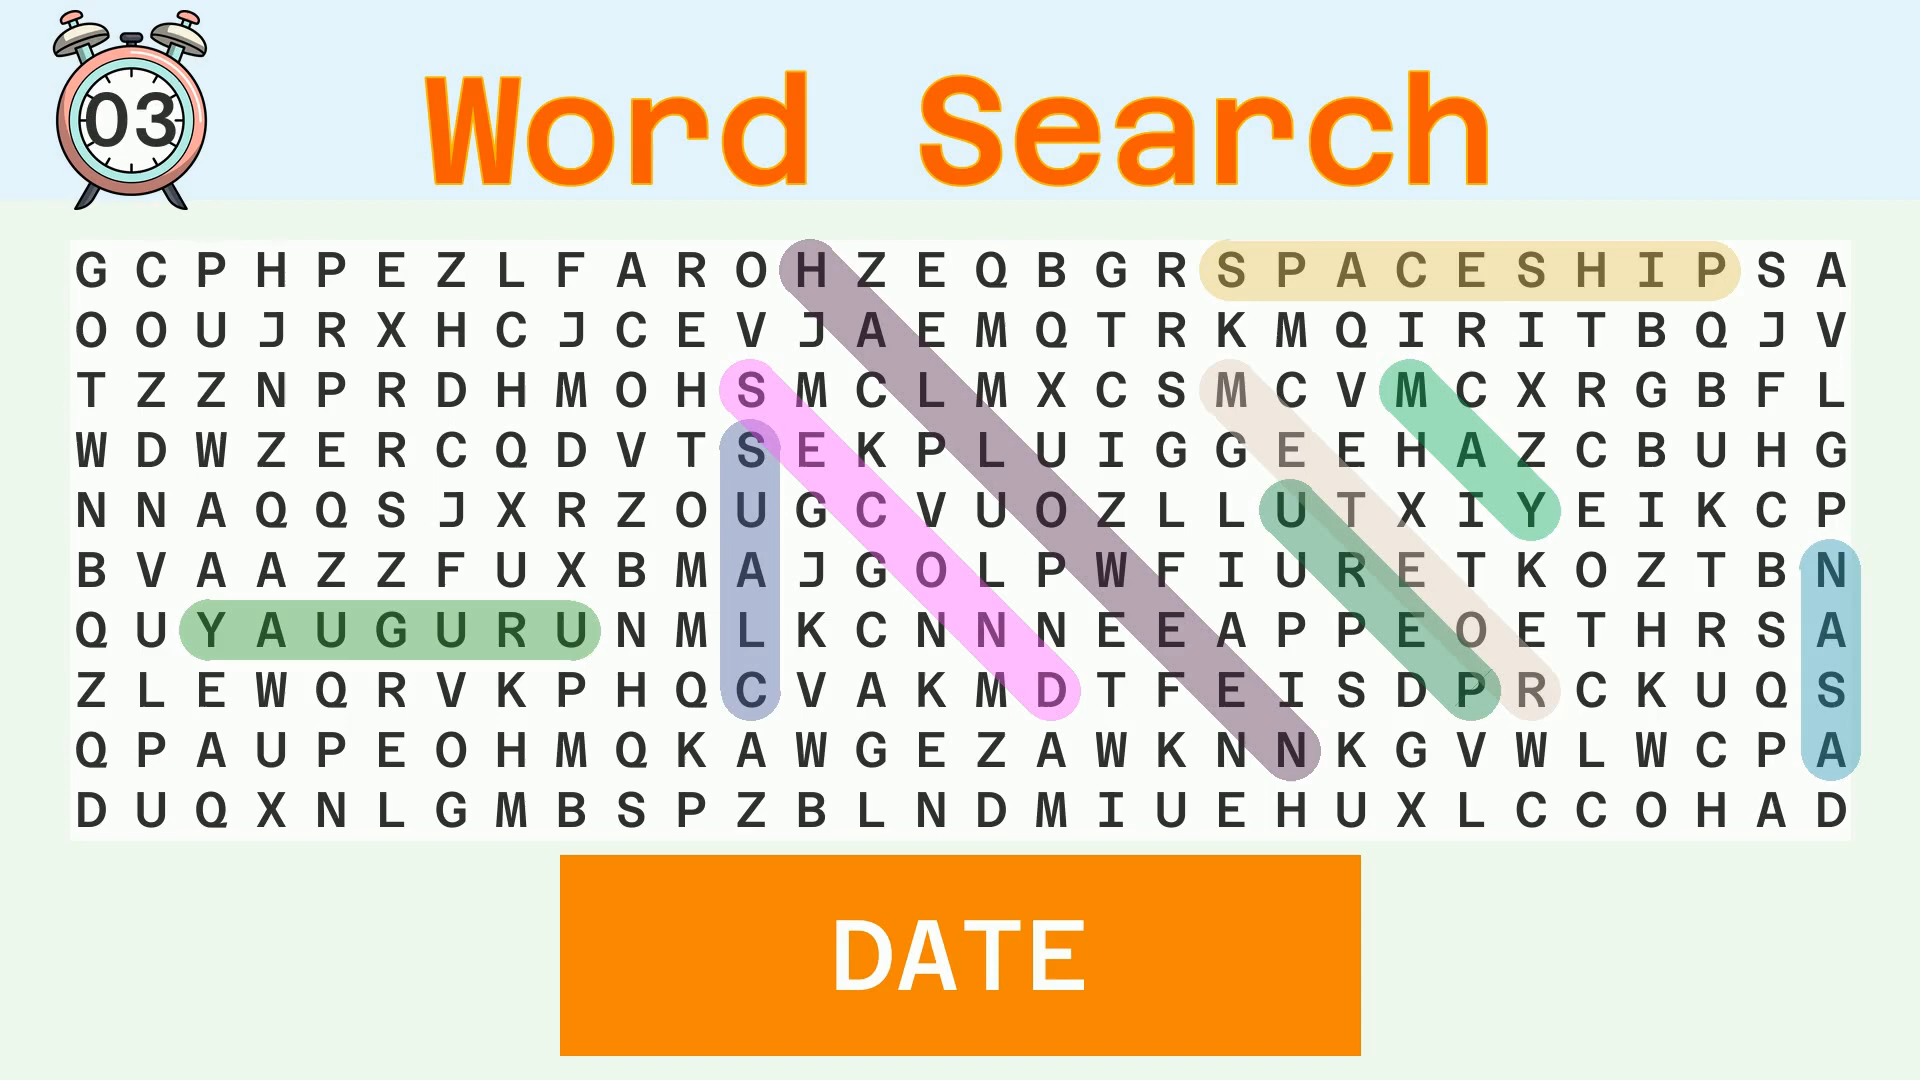 03
Word Search
G C P H P E Z L F A R O H Z E Q B G R S P A C E S H I P S A
O O U J R X H C J C E V J A E M Q T R K M Q I R I T B Q J V
T Z Z N P R D H M O H S M C L M X C S M C V M C X R G B F L
W D W Z E R C Q D V T S E K P L U I G G E E H A Z C B U H G
N N A Q Q S J X R Z O U G C V U O Z L L U T X I Y E I K C P
B V A A Z Z F U X B M A J G O L P W F I U R E T K O Z T B N
Q U Y A U G U R U N M L K C N N N E E A P P E O E T H R S A
Z L E W Q R V K P H Q C V A K M D T F E I S D P R C K U Q S
Q P A U P E O H M Q K A W G E Z A W K N N K G V W L W C P A
D U Q X N L G M B S P Z B L N D M I U E H U X L C C O H A D
DATE